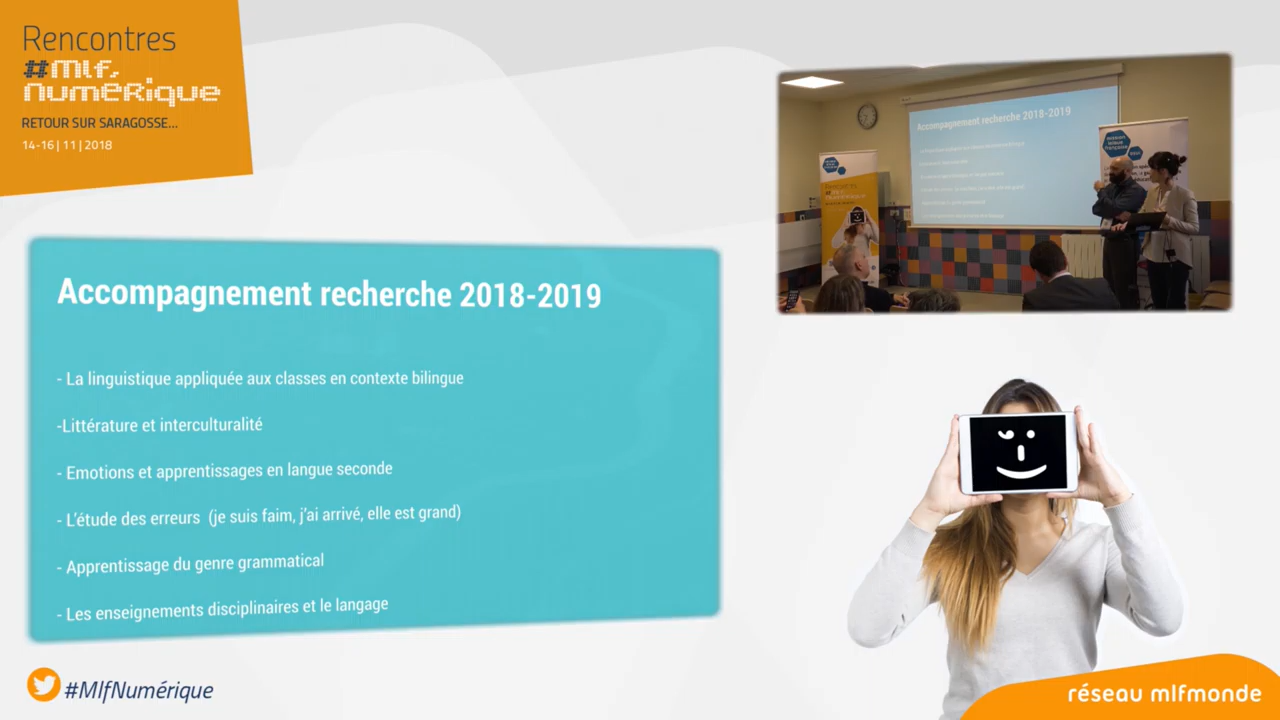 Rencontres
#mlf.
numéRique
RETOUR SUR SARAGOSSE...
14-16 | 11 | 2018
Accompagnement recherche 2018-2019
Accompagnement recherche 2018-2019
- La linguistique appliquée aux classes en contexte bilingue
-Littérature et interculturalité
- Emotions et apprentissages en langue seconde
- L'étude des erreurs (je suis faim, j'ai arrivé, elle est grand)
- Apprentissage du genre grammatical
- Les enseignements disciplinaires et le langage
#MlfNumérique
réseau mlfmonde